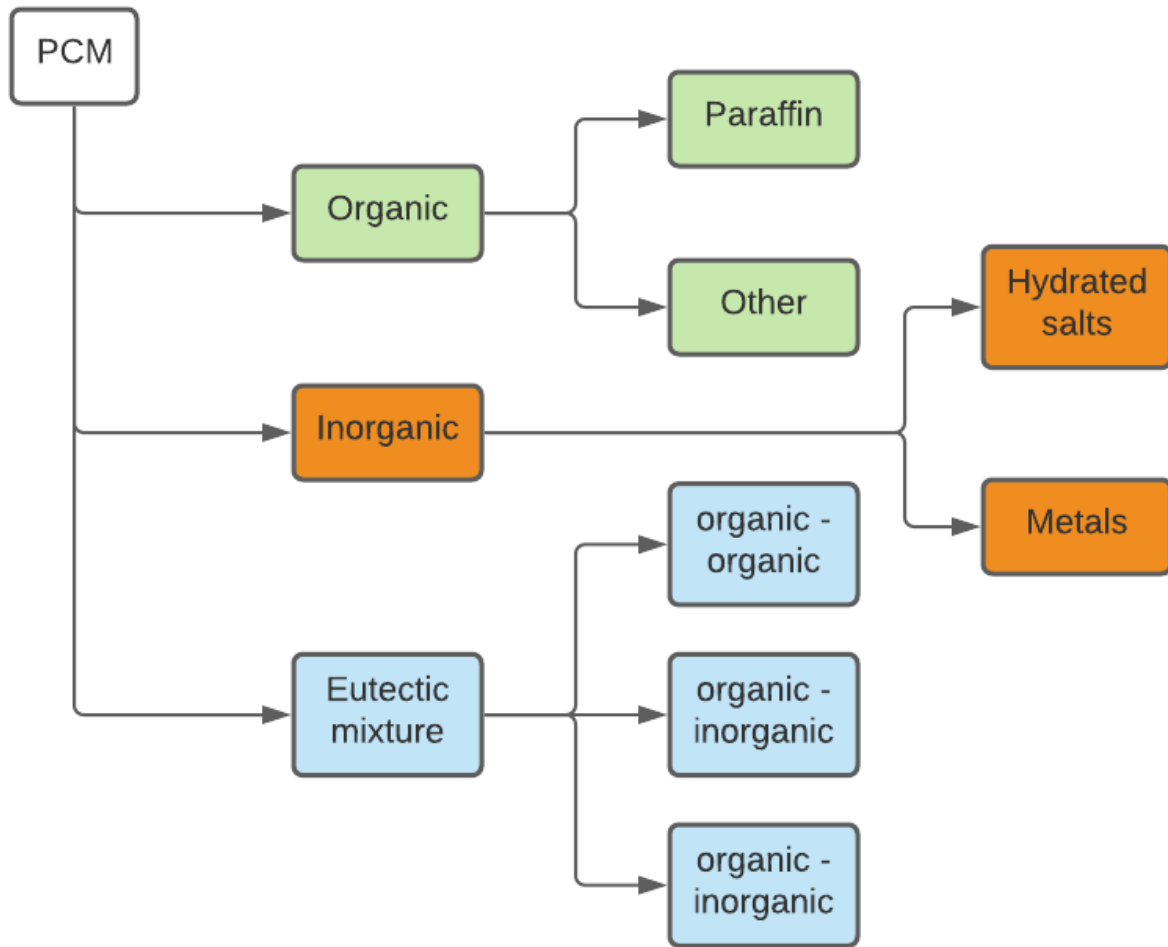 PCM
Organic
Paraffin
Other
Inorganic
Hydrated
salts
Metals
Eutectic
mixture
organic -
organic
organic -
inorganic
organic -
inorganic